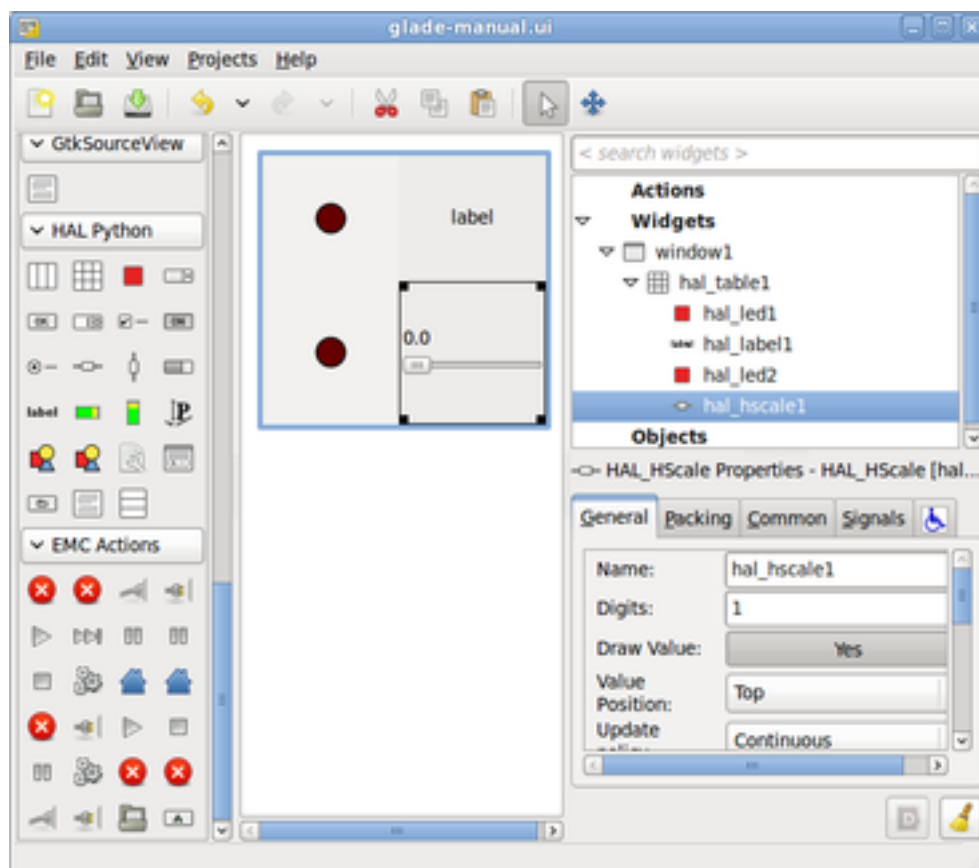 glade-manual.ui
File Edit View Projects Help
GtkSourceView
HAL Python
label
EMC Actions
label
0.0
< search widgets >
Actions
Widgets
window1
hal_table1
hal_led1
hal_label1
hal_led2
hal_hscale1
Objects
HAL_HScale Properties - HAL_HScale [hal...
General Packing Common Signals
Name: hal_hscale1
Digits: 1
Draw Value: Yes
Value
Position: Top
Update
Continuous